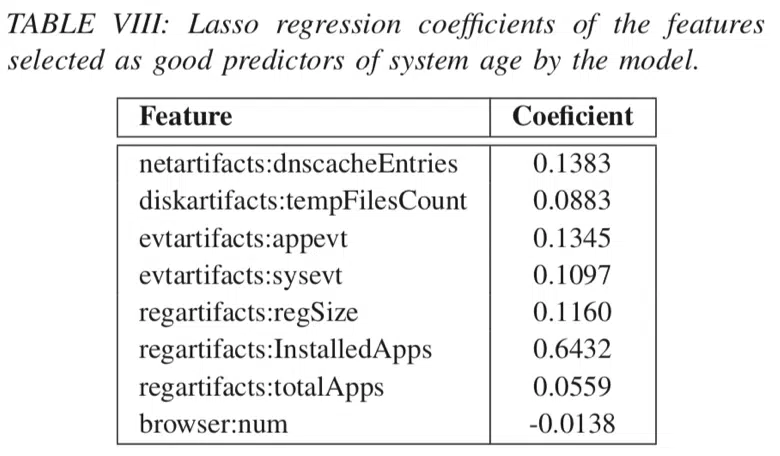 TABLE VIII: Lasso regression coefficients of the features
selected as good predictors of system age by the model.
Feature Coeficient
netartifacts:dnscacheEntries 0.1383
diskartifacts:tempFilesCount 0.0883
evtartifacts:appevt 0.1345
evtartifacts:sysevt 0.1097
regartifacts:regSize 0.1160
regartifacts:InstalledApps 0.6432
regartifacts:totalApps 0.0559
browser:num -0.0138